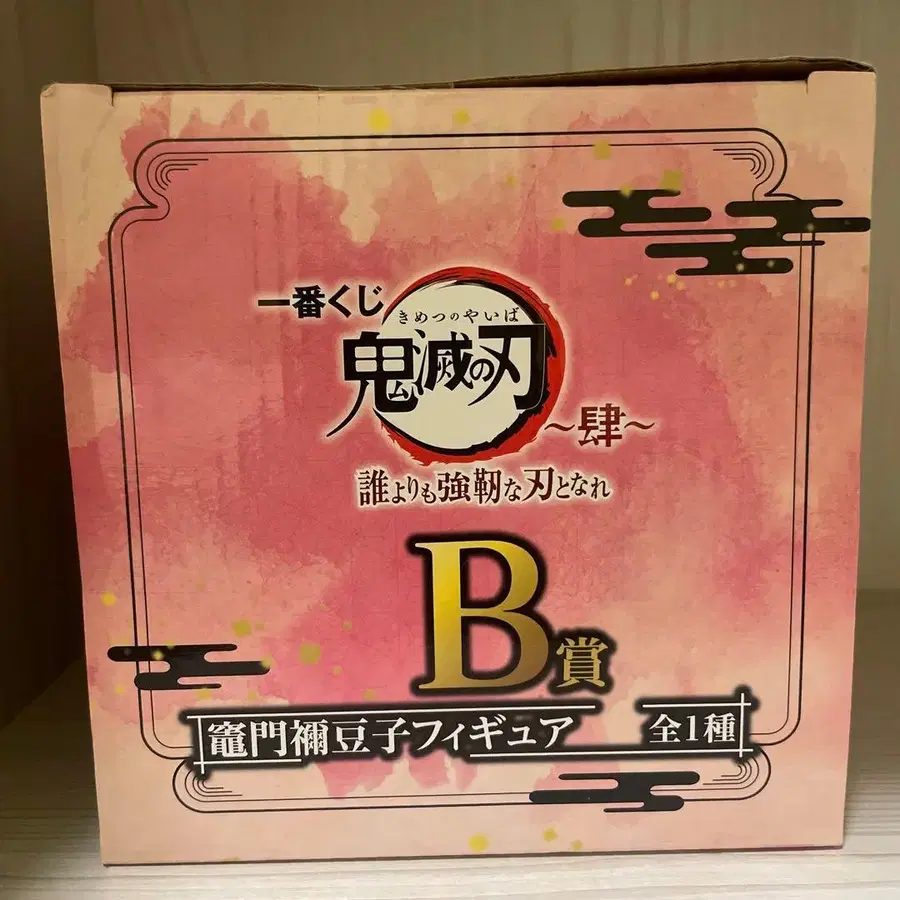 一番くじ
きめつのやいば
鬼滅の刃
～肆～
誰よりも強靭な刃となれ
B賞
竈門禰豆子フィギュア 全1種